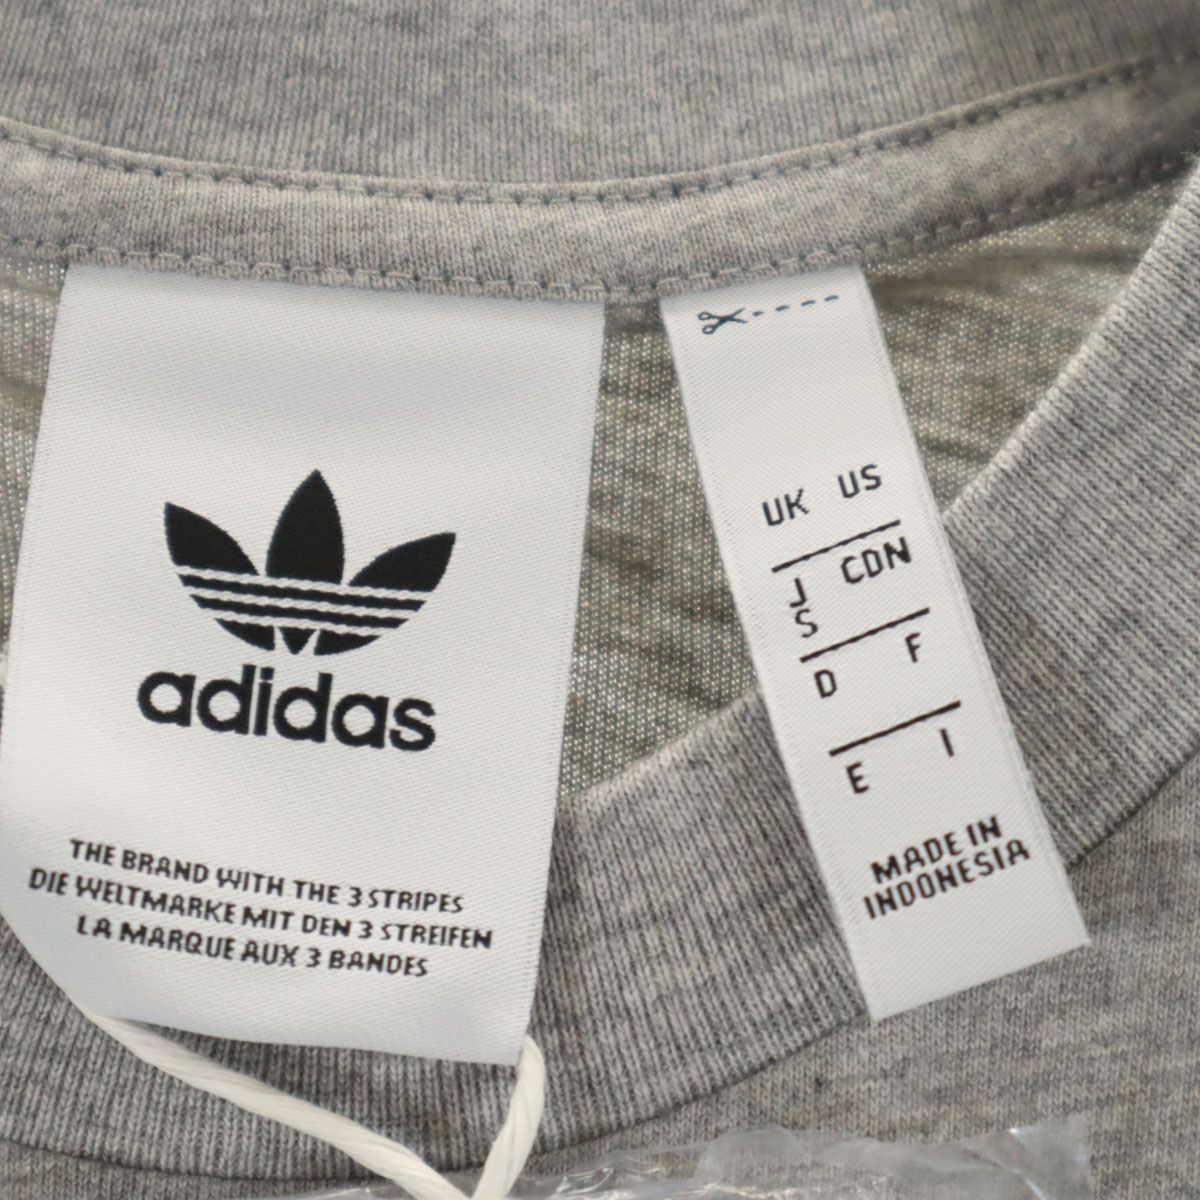 adidas
THE BRAND WITH THE 3 STRIPES
DIE WELTMARKE MIT DEN 3 STREIFEN
LA MARQUE AUX 3 BANDES
UK US
J CDN
S
D F
E I
MADE IN
INDONESIA